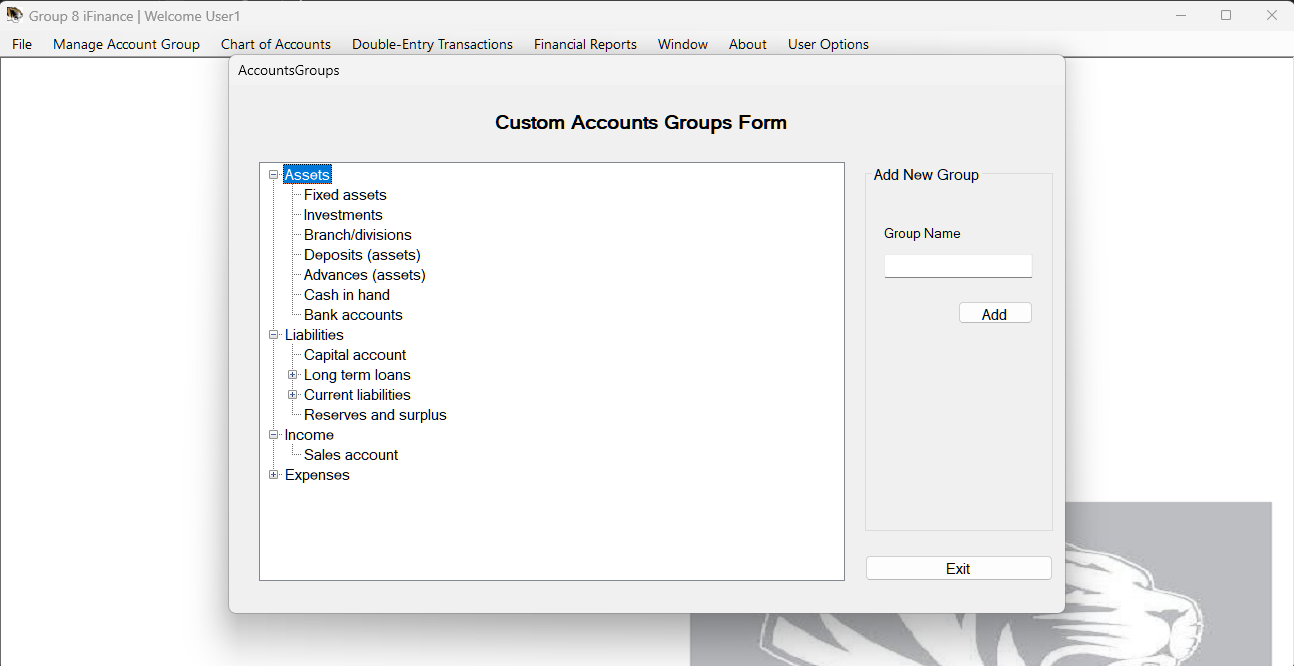 Group 8 iFinance | Welcome User1
File Manage Account Group Chart of Accounts Double-Entry Transactions Financial Reports Window About User Options
AccountsGroups
Custom Accounts Groups Form
Assets
Fixed assets
Investments
Branch/divisions
Deposits (assets)
Advances (assets)
Cash in hand
Bank accounts
Liabilities
Capital account
Long term loans
Current liabilities
Reserves and surplus
Income
Sales account
Expenses
Add New Group
Group Name
Add
Exit